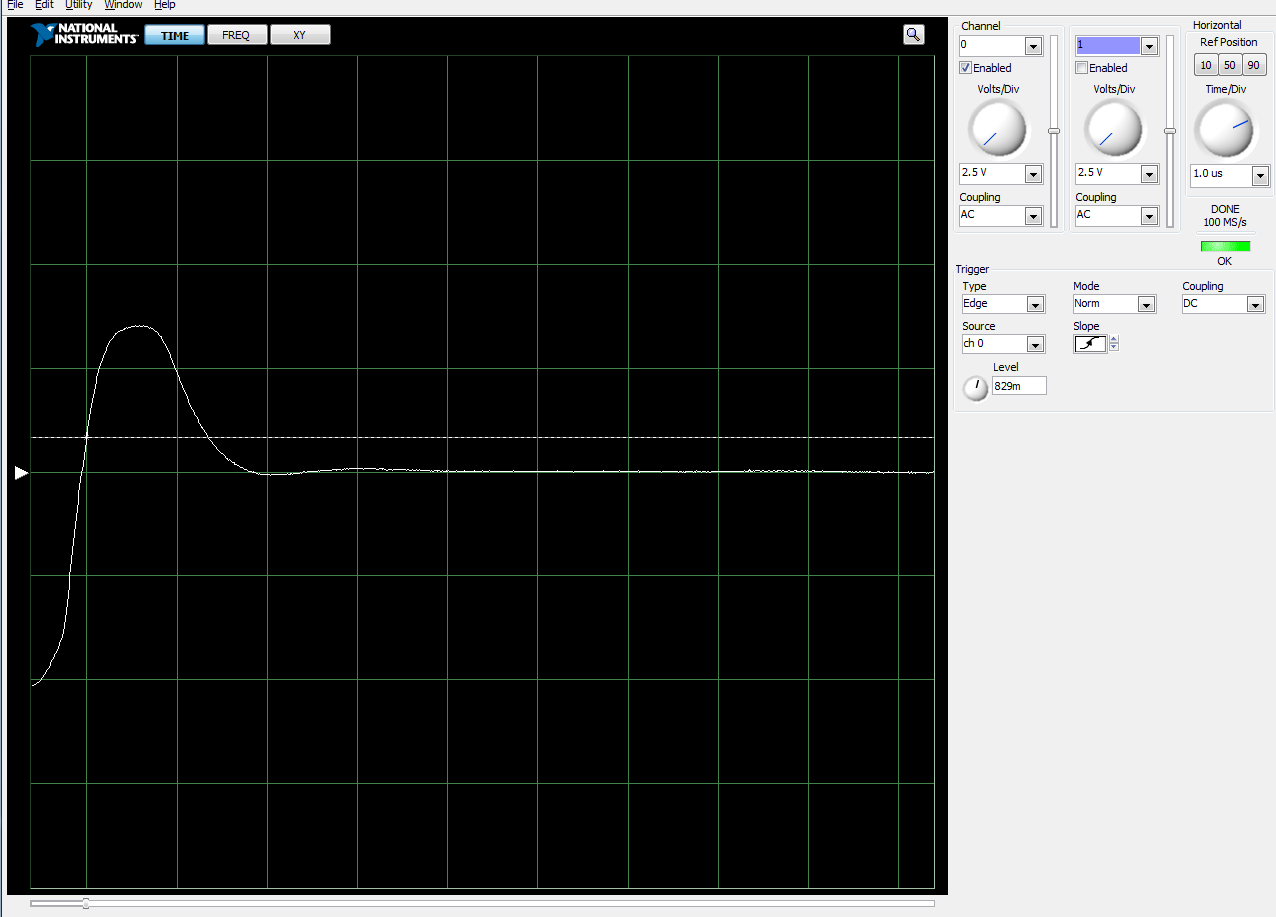 File Edit Utility Window Help
NATIONAL INSTRUMENTS™ TIME FREQ XY
Channel
0
Enabled
Volts/Div
2.5 V
Coupling
AC
1
Enabled
Volts/Div
2.5 V
Coupling
AC
Horizontal
Ref Position
10 50 90
Time/Div
1.0 us
DONE
100 MS/s
OK
Trigger
Type Mode Coupling
Edge Norm DC
Source Slope
ch 0
Level
829m